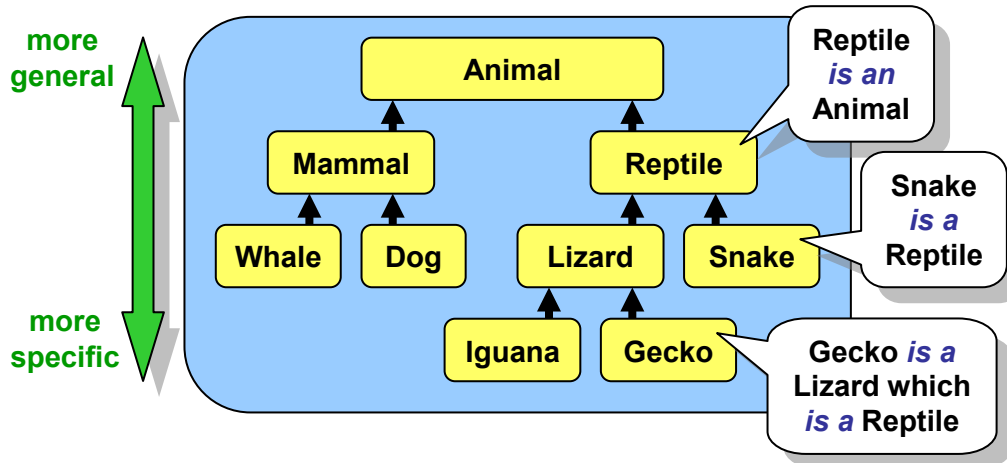 more
general
Animal
Reptile
is an
Animal
Mammal
Reptile
Snake
is a
Reptile
Whale
Dog
Lizard
Snake
more
specific
Iguana
Gecko
Gecko is a
Lizard which
is a Reptile